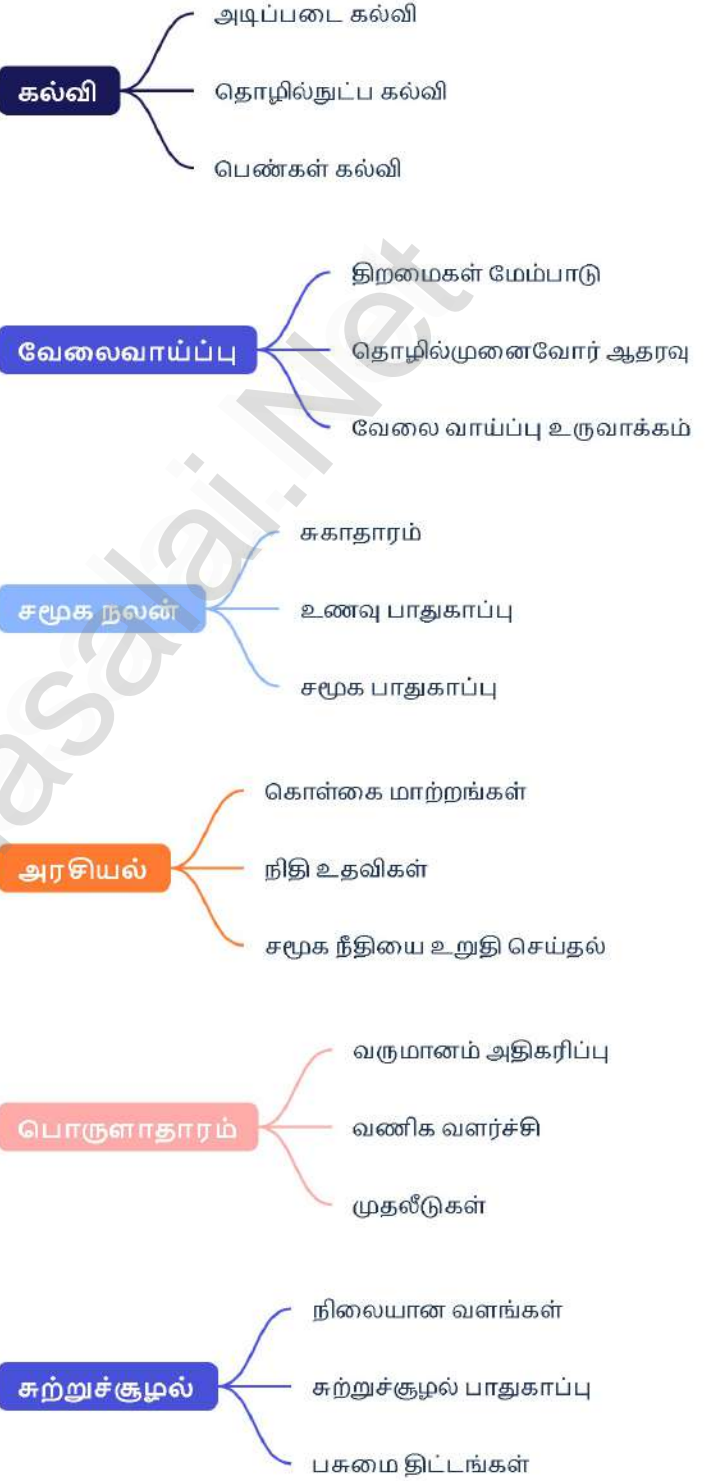 அடிப்படை கல்வி
கல்வி
தொழில்நுட்ப கல்வி
பெண்கள் கல்வி
திறமைகள் மேம்பாடு
வேலைவாய்ப்பு
தொழில்முனைவோர் ஆதரவு
வேலை வாய்ப்பு உருவாக்கம்
சுகாதாரம்
சமூக நலன்
உணவு பாதுகாப்பு
சமூக பாதுகாப்பு
கொள்கை மாற்றங்கள்
அரசியல்
நிதி உதவிகள்
சமூக நீதியை உறுதி செய்தல்
வருமானம் அதிகரிப்பு
பொருளாதாரம்
வணிக வளர்ச்சி
முதலீடுகள்
நிலையான வளங்கள்
சுற்றுச்சூழல்
சுற்றுச்சூழல் பாதுகாப்பு
பசுமை திட்டங்கள்
asalai.Net